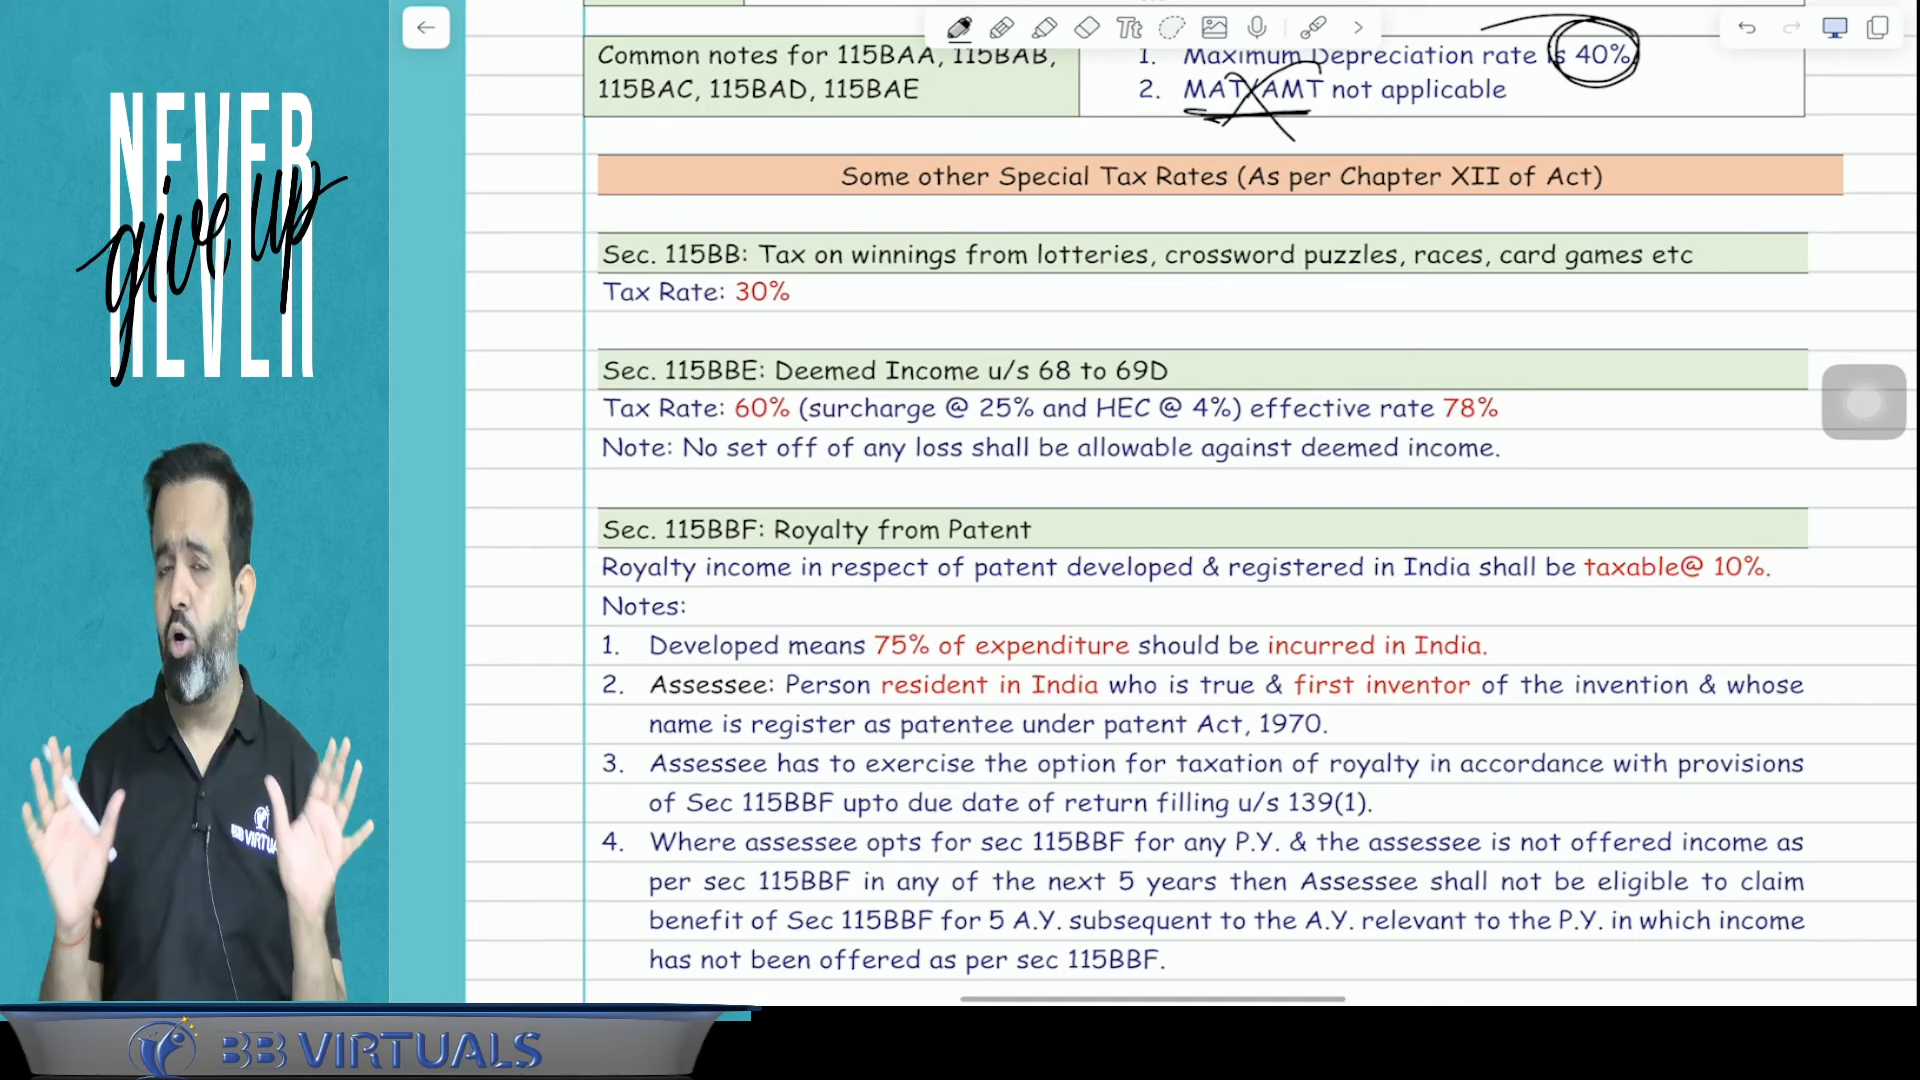 NEVER
give up
NEVER
Common notes for 115BAA, 115BAB,
115BAC, 115BAD, 115BAE
1. Maximum Depreciation rate is 40%
2. MAT/AMT not applicable
Some other Special Tax Rates (As per Chapter XII of Act)
Sec. 115BB: Tax on winnings from lotteries, crossword puzzles, races, card games etc
Tax Rate: 30%
Sec. 115BBE: Deemed Income u/s 68 to 69D
Tax Rate: 60% (surcharge @ 25% and HEC @ 4%) effective rate 78%
Note: No set off of any loss shall be allowable against deemed income.
Sec. 115BBF: Royalty from Patent
Royalty income in respect of patent developed & registered in India shall be taxable@ 10%.
Notes:
1. Developed means 75% of expenditure should be incurred in India.
2. Assessee: Person resident in India who is true & first inventor of the invention & whose
name is register as patentee under patent Act, 1970.
3. Assessee has to exercise the option for taxation of royalty in accordance with provisions
of Sec 115BBF upto due date of return filling u/s 139(1).
4. Where assessee opts for sec 115BBF for any P.Y. & the assessee is not offered income as
per sec 115BBF in any of the next 5 years then Assessee shall not be eligible to claim
benefit of Sec 115BBF for 5 A.Y. subsequent to the A.Y. relevant to the P.Y. in which income
has not been offered as per sec 115BBF.
BB VIRTUALS